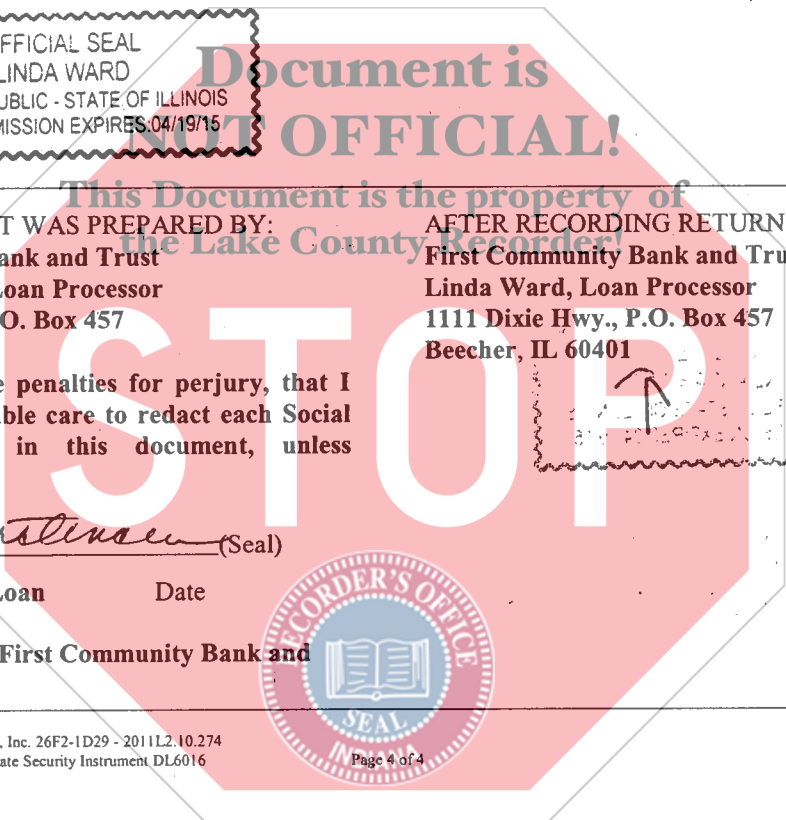 FFICIAL SEAL
LINDA WARD
UBLIC - STATE OF ILLINOIS
MISSION EXPIRES:04/19/15
Document is
NOT OFFICIAL!
This Document is the property of
the Lake County Recorder!
T WAS PREPARED BY:
ank and Trust
oan Processor
O. Box 457
e penalties for perjury, that I
ble care to redact each Social
in this document, unless
(Seal)
oan Date
First Community Bank and
AFTER RECORDING RETURN
First Community Bank and Tru
Linda Ward, Loan Processor
1111 Dixie Hwy., P.O. Box 457
Beecher, IL 60401
STOP
RECORDER'S OFFICE
SEAL
INDIANA
, Inc. 26F2-1D29 - 2011L2.10.274
ate Security Instrument DL6016
Page 4 of 4